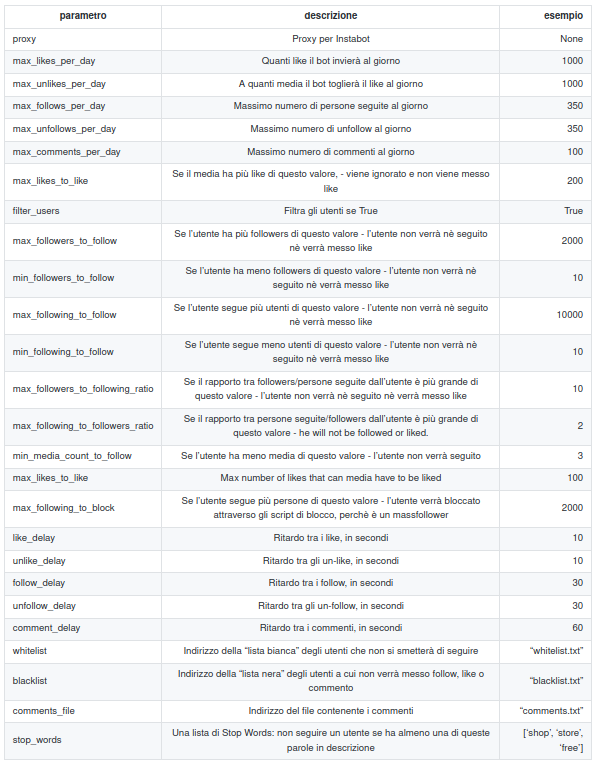 parametro descrizione esempio
proxy Proxy per Instabot None
max_likes_per_day Quanti like il bot invierà al giorno 1000
max_unlikes_per_day A quanti media il bot toglierà il like al giorno 1000
max_follows_per_day Massimo numero di persone seguite al giorno 350
max_unfollows_per_day Massimo numero di unfollow al giorno 350
max_comments_per_day Massimo numero di commenti al giorno 100
max_likes_to_like Se il media ha più like di questo valore, - viene ignorato e non viene messo
like 200
filter_users Filtra gli utenti se True True
max_followers_to_follow Se l'utente ha più followers di questo valore - l'utente non verrà nè seguito
nè verrà messo like 2000
min_followers_to_follow Se l'utente ha meno followers di questo valore - l'utente non verrà nè
seguito nè verrà messo like 10
max_following_to_follow Se l'utente segue più utenti di questo valore - l'utente non verrà nè seguito
nè verrà messo like 10000
min_following_to_follow Se l'utente segue meno utenti di questo valore - l'utente non verrà nè
seguito nè verrà messo like 10
max_followers_to_following_ratio Se il rapporto tra followers/persone seguite dall'utente è più grande di
questo valore - l'utente non verrà nè seguito nè verrà messo like 10
max_following_to_followers_ratio Se il rapporto tra persone seguite/followers dall'utente è più grande di
questo valore - he will not be followed or liked. 2
min_media_count_to_follow Se l'utente ha meno media di questo valore - l'utente non verrà seguito 3
max_likes_to_like Max number of likes that can media have to be liked 100
max_following_to_block Se l'utente segue più persone di questo valore - l'utente verrà bloccato
attraverso gli script di blocco, perchè è un massfollower 2000
like_delay Ritardo tra i like, in secondi 10
unlike_delay Ritardo tra gli un-like, in secondi 10
follow_delay Ritardo tra i follow, in secondi 30
unfollow_delay Ritardo tra gli un-follow, in secondi 30
comment_delay Ritardo tra i commenti, in secondi 60
whitelist Indirizzo della “lista bianca” degli utenti che non si smetterà di seguire “whitelist.txt”
blacklist Indirizzo della “lista nera” degli utenti a cui non verrà messo follow, like o
commento “blacklist.txt”
comments_file Indirizzo del file contenente i commenti “comments.txt”
stop_words Una lista di Stop Words: non seguire un utente se ha almeno una di queste
parole in descrizione ['shop', 'store',
'free']